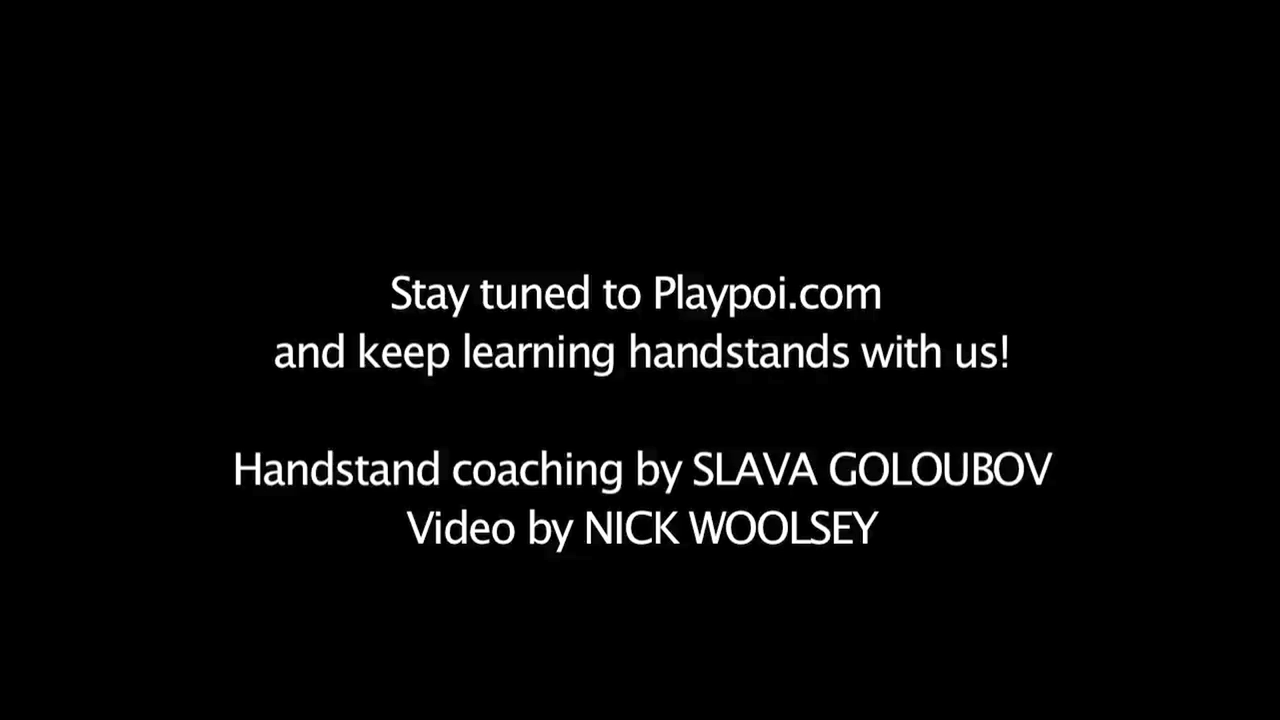 Stay tuned to Playpoi.com
and keep learning handstands with us!
Handstand coaching by SLAVA GOLOUBOV
Video by NICK WOOLSEY